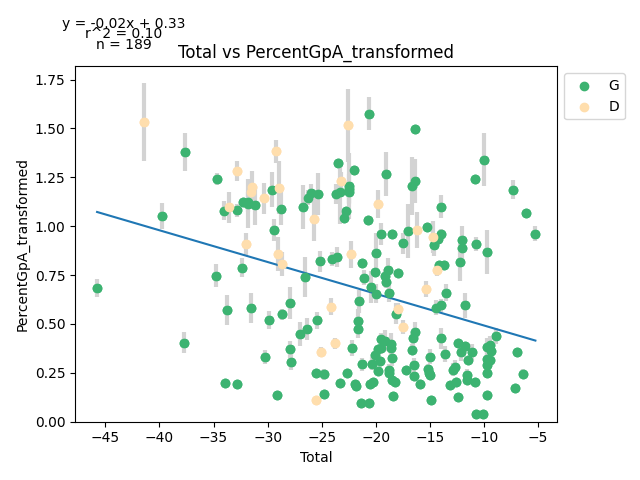 y = -0.02x + 0.33
r^2 = 0.10
n = 189
Total vs PercentGpA_transformed
G
D
PercentGpA_transformed
1.75
1.50
1.25
1.00
0.75
0.50
0.25
0.00
−45 −40 −35 −30 −25 −20 −15 −10 −5
Total